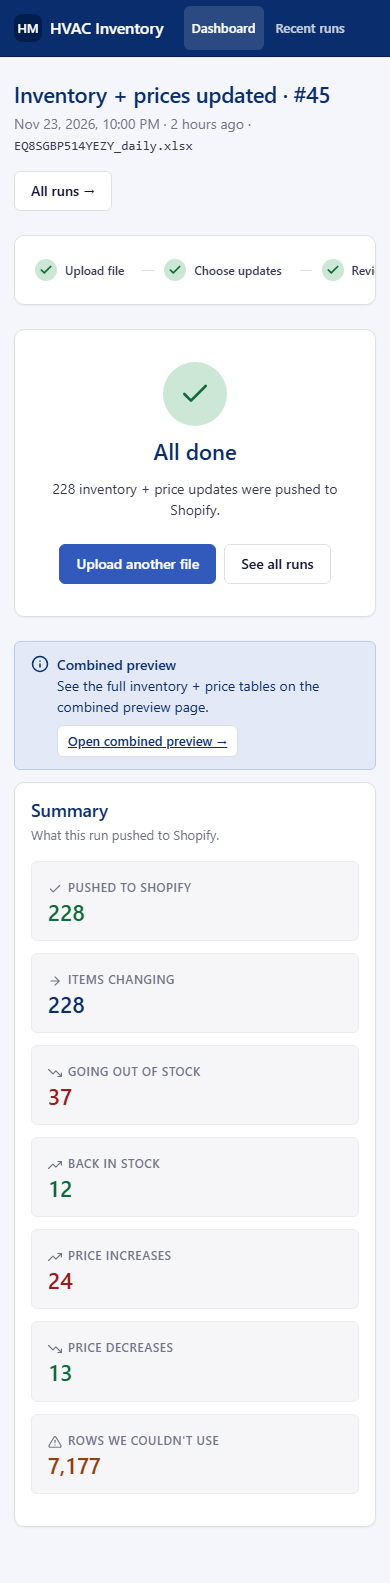 HM HVAC Inventory Dashboard Recent runs
Inventory + prices updated · #45
Nov 23, 2026, 10:00 PM · 2 hours ago ·
EQ8SGBP514YEZY_daily.xlsx
All runs →
Upload file — Choose updates — Revi
All done
228 inventory + price updates were pushed to
Shopify.
Upload another file See all runs
Combined preview
See the full inventory + price tables on the
combined preview page.
Open combined preview →
Summary
What this run pushed to Shopify.
PUSHED TO SHOPIFY
228
ITEMS CHANGING
228
GOING OUT OF STOCK
37
BACK IN STOCK
12
PRICE INCREASES
24
PRICE DECREASES
13
ROWS WE COULDN'T USE
7,177